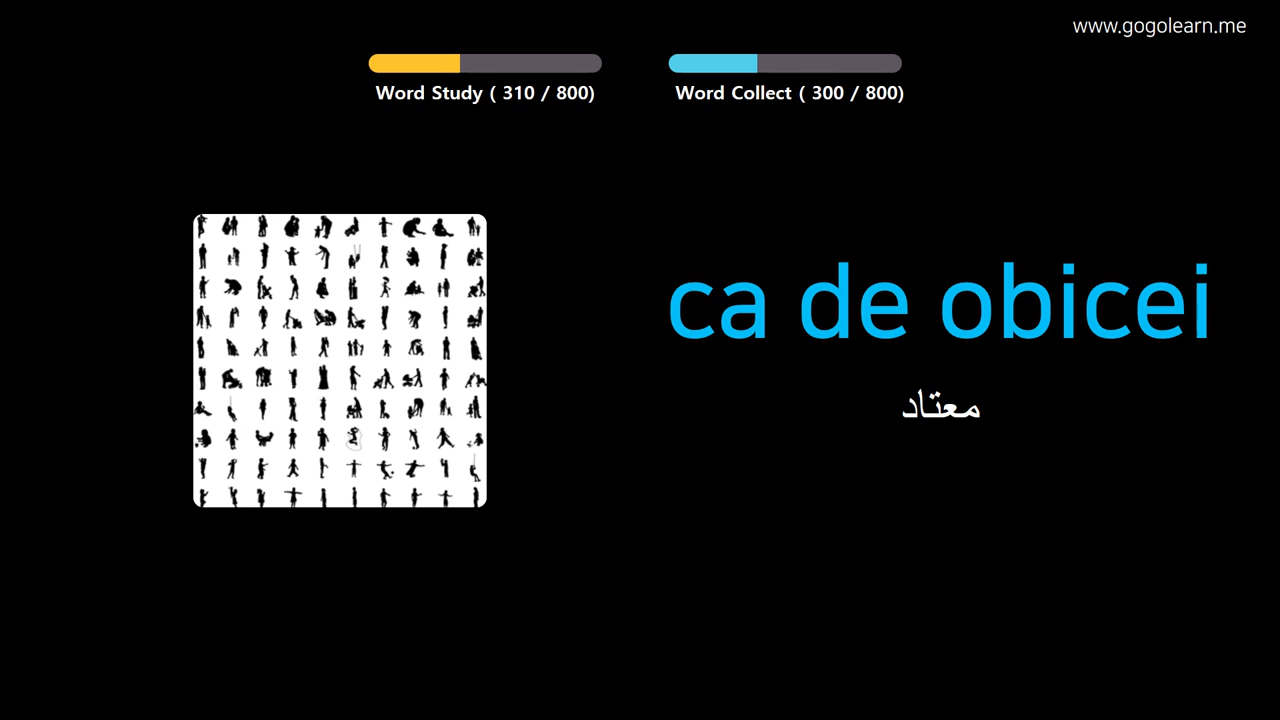 www.gogolearn.me
Word Study ( 310 / 800)
Word Collect ( 300 / 800)
ca de obicei
معتاد